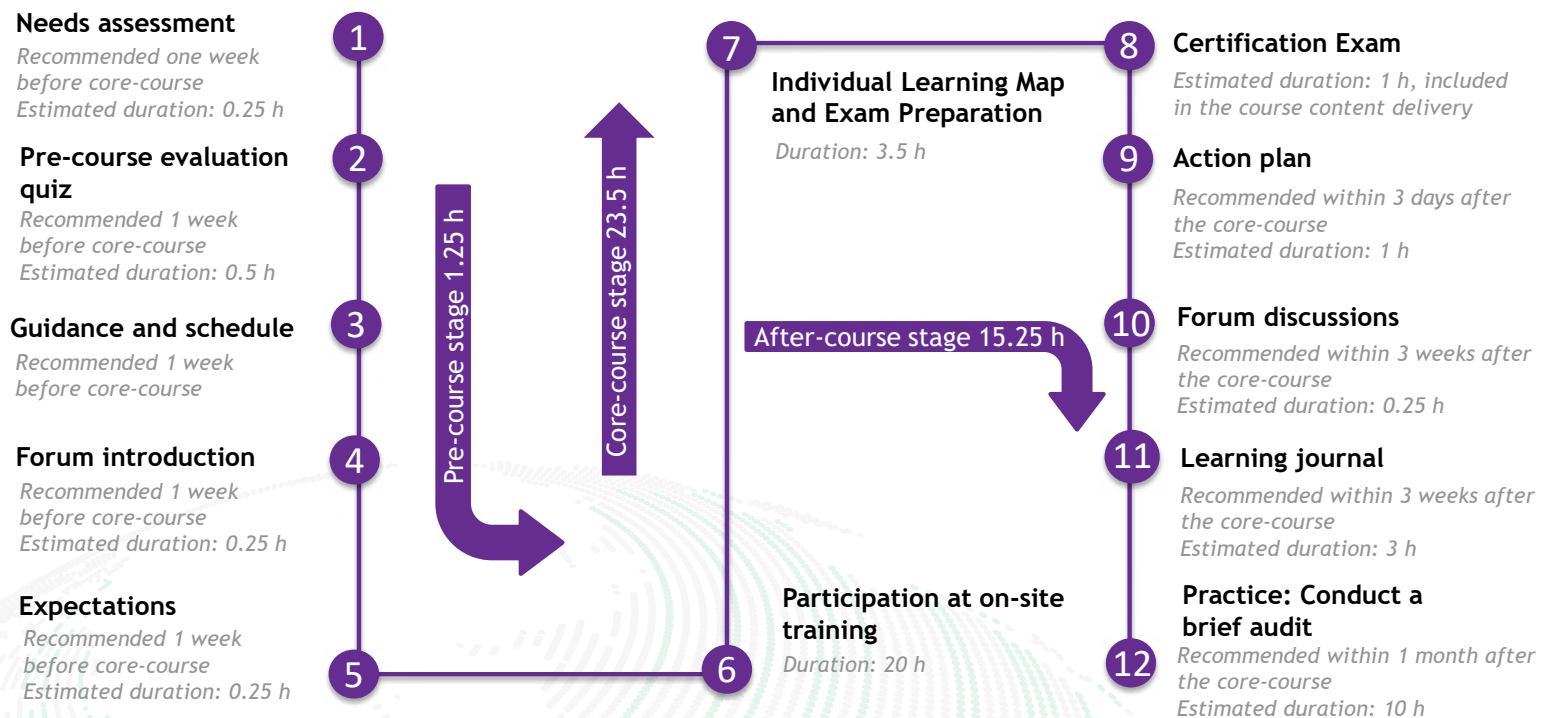 1
Needs assessment
Recommended one week
before core-course
Estimated duration: 0.25 h
2
Pre-course evaluation
quiz
Recommended 1 week
before core-course
Estimated duration: 0.5 h
3
Guidance and schedule
Recommended 1 week
before core-course
4
Forum introduction
Recommended 1 week
before core-course
Estimated duration: 0.25 h
5
Expectations
Recommended 1 week
before core-course
Estimated duration: 0.25 h
Pre-course stage 1.25 h
Core-course stage 23.5 h
6
Participation at on-site
training
Duration: 20 h
7
Individual Learning Map
and Exam Preparation
Duration: 3.5 h
After-course stage 15.25 h
8
Certification Exam
Estimated duration: 1 h, included
in the course content delivery
9
Action plan
Recommended within 3 days after
the core-course
Estimated duration: 1 h
10
Forum discussions
Recommended within 3 weeks after
the core-course
Estimated duration: 0.25 h
11
Learning journal
Recommended within 3 weeks after
the core-course
Estimated duration: 3 h
12
Practice: Conduct a
brief audit
Recommended within 1 month after
the core-course
Estimated duration: 10 h